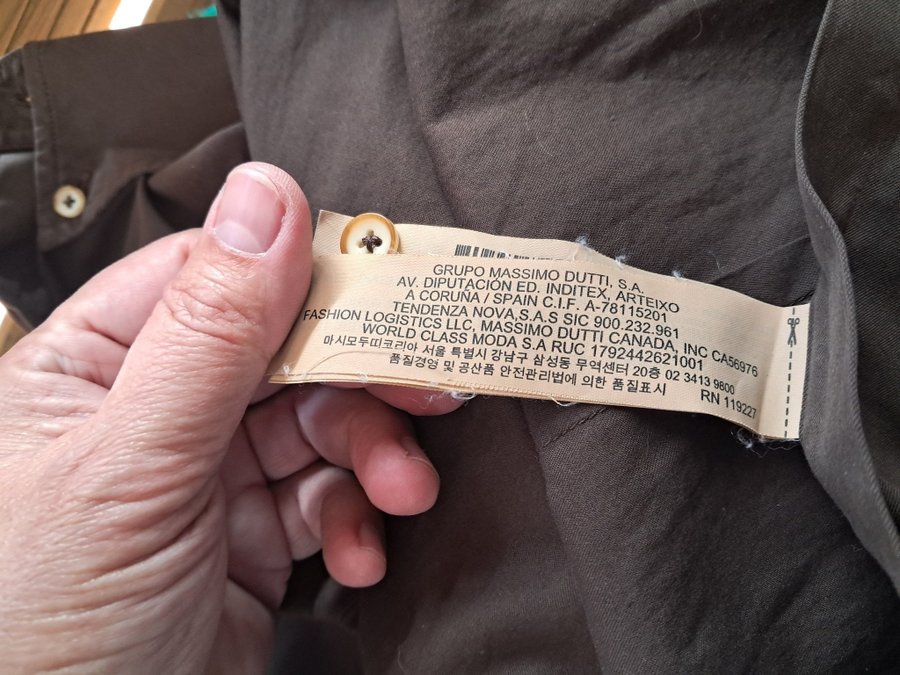 GRUPO MASSIMO DUTTI, S.A.
AV. DIPUTACIÓN ED. INDITEX, ARTEIXO
A CORUÑA / SPAIN C.I.F. A-78115201
TENDENZA NOVA,S.A.S SIC 900.232.961
FASHION LOGISTICS LLC, MASSIMO DUTTI CANADA, INC CA56976
WORLD CLASS MODA S.A RUC 1792442621001
마시모두띠코리아 서울 특별시 강남구 삼성동 무역센터 20층 02 3413 9800
품질경영 및 공산품 안전관리법에 의한 품질표시 RN 119227